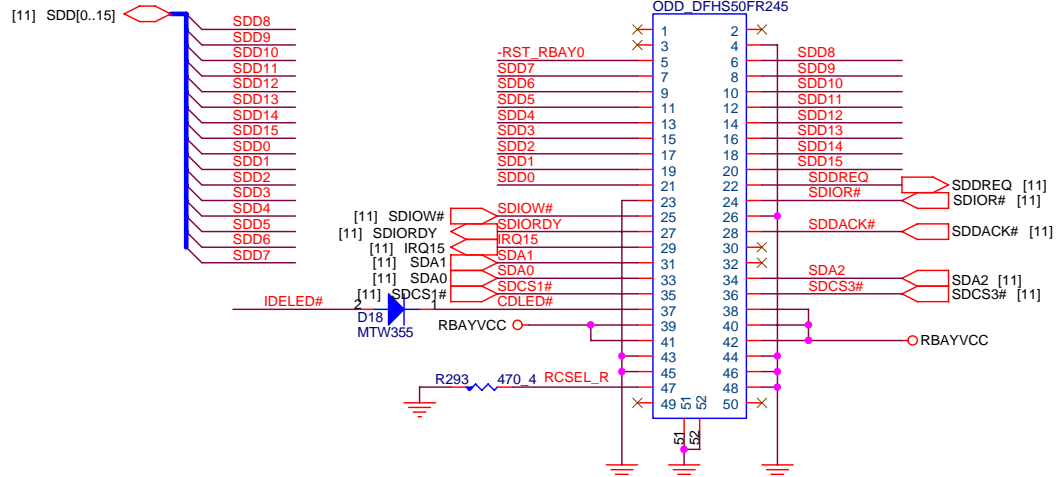 ODD_DFHS50FR245
[11] SDD[0..15]
SDD8
SDD9
SDD10
SDD11
SDD12
SDD13
SDD14
SDD15
SDD0
SDD1
SDD2
SDD3
SDD4
SDD5
SDD6
SDD7
1 2
3 4
-RST_RBAY0 5 6 SDD8
SDD7 7 8 SDD9
SDD6 9 10 SDD10
SDD5 11 12 SDD11
SDD4 13 14 SDD12
SDD3 15 16 SDD13
SDD2 17 18 SDD14
SDD1 19 20 SDD15
SDD0 21 22 SDDREQ SDDREQ [11]
23 24 SDIOR# SDIOR# [11]
[11] SDIOW# SDIOW# 25 26
[11] SDIORDY SDIORDY 27 28 SDDACK# SDDACK# [11]
[11] IRQ15 IRQ15 29 30
[11] SDA1 SDA1 31 32
[11] SDA0 SDA0 33 34 SDA2 SDA2 [11]
[11] SDCS1# SDCS1# 35 36 SDCS3# SDCS3# [11]
IDELED# 2 1 CDLED# 37 38
D18
MTW355
RBAYVCC 39 40
41 42 RBAYVCC
43 44
45 46
R293 470_4 RCSEL_R 47 48
49 51 52 50
51 52